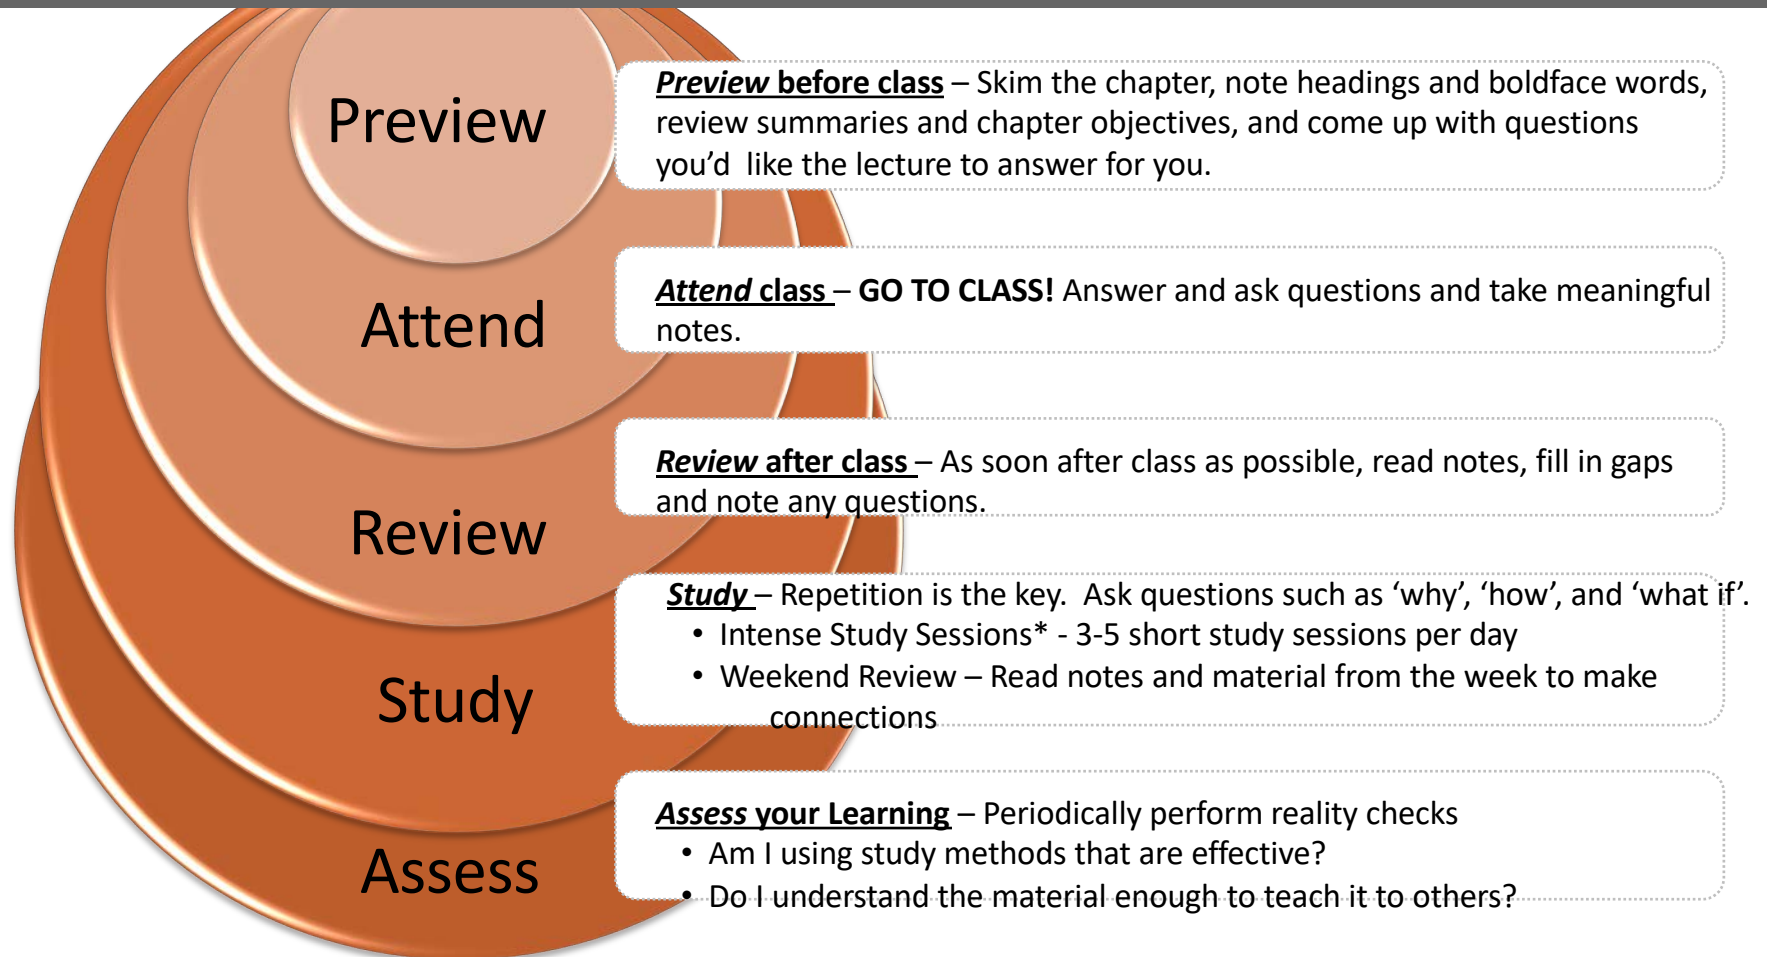 Preview
Preview before class – Skim the chapter, note headings and boldface words,
review summaries and chapter objectives, and come up with questions
you’d  like the lecture to answer for you.
Attend
Attend class – GO TO CLASS! Answer and ask questions and take meaningful
notes.
Review
Review after class – As soon after class as possible, read notes, fill in gaps
and note any questions.
Study
Study – Repetition is the key.  Ask questions such as ‘why’, ‘how’, and ‘what if’.
• Intense Study Sessions* - 3-5 short study sessions per day
• Weekend Review – Read notes and material from the week to make
connections
Assess
Assess your Learning – Periodically perform reality checks
• Am I using study methods that are effective?
• Do I understand the material enough to teach it to others?